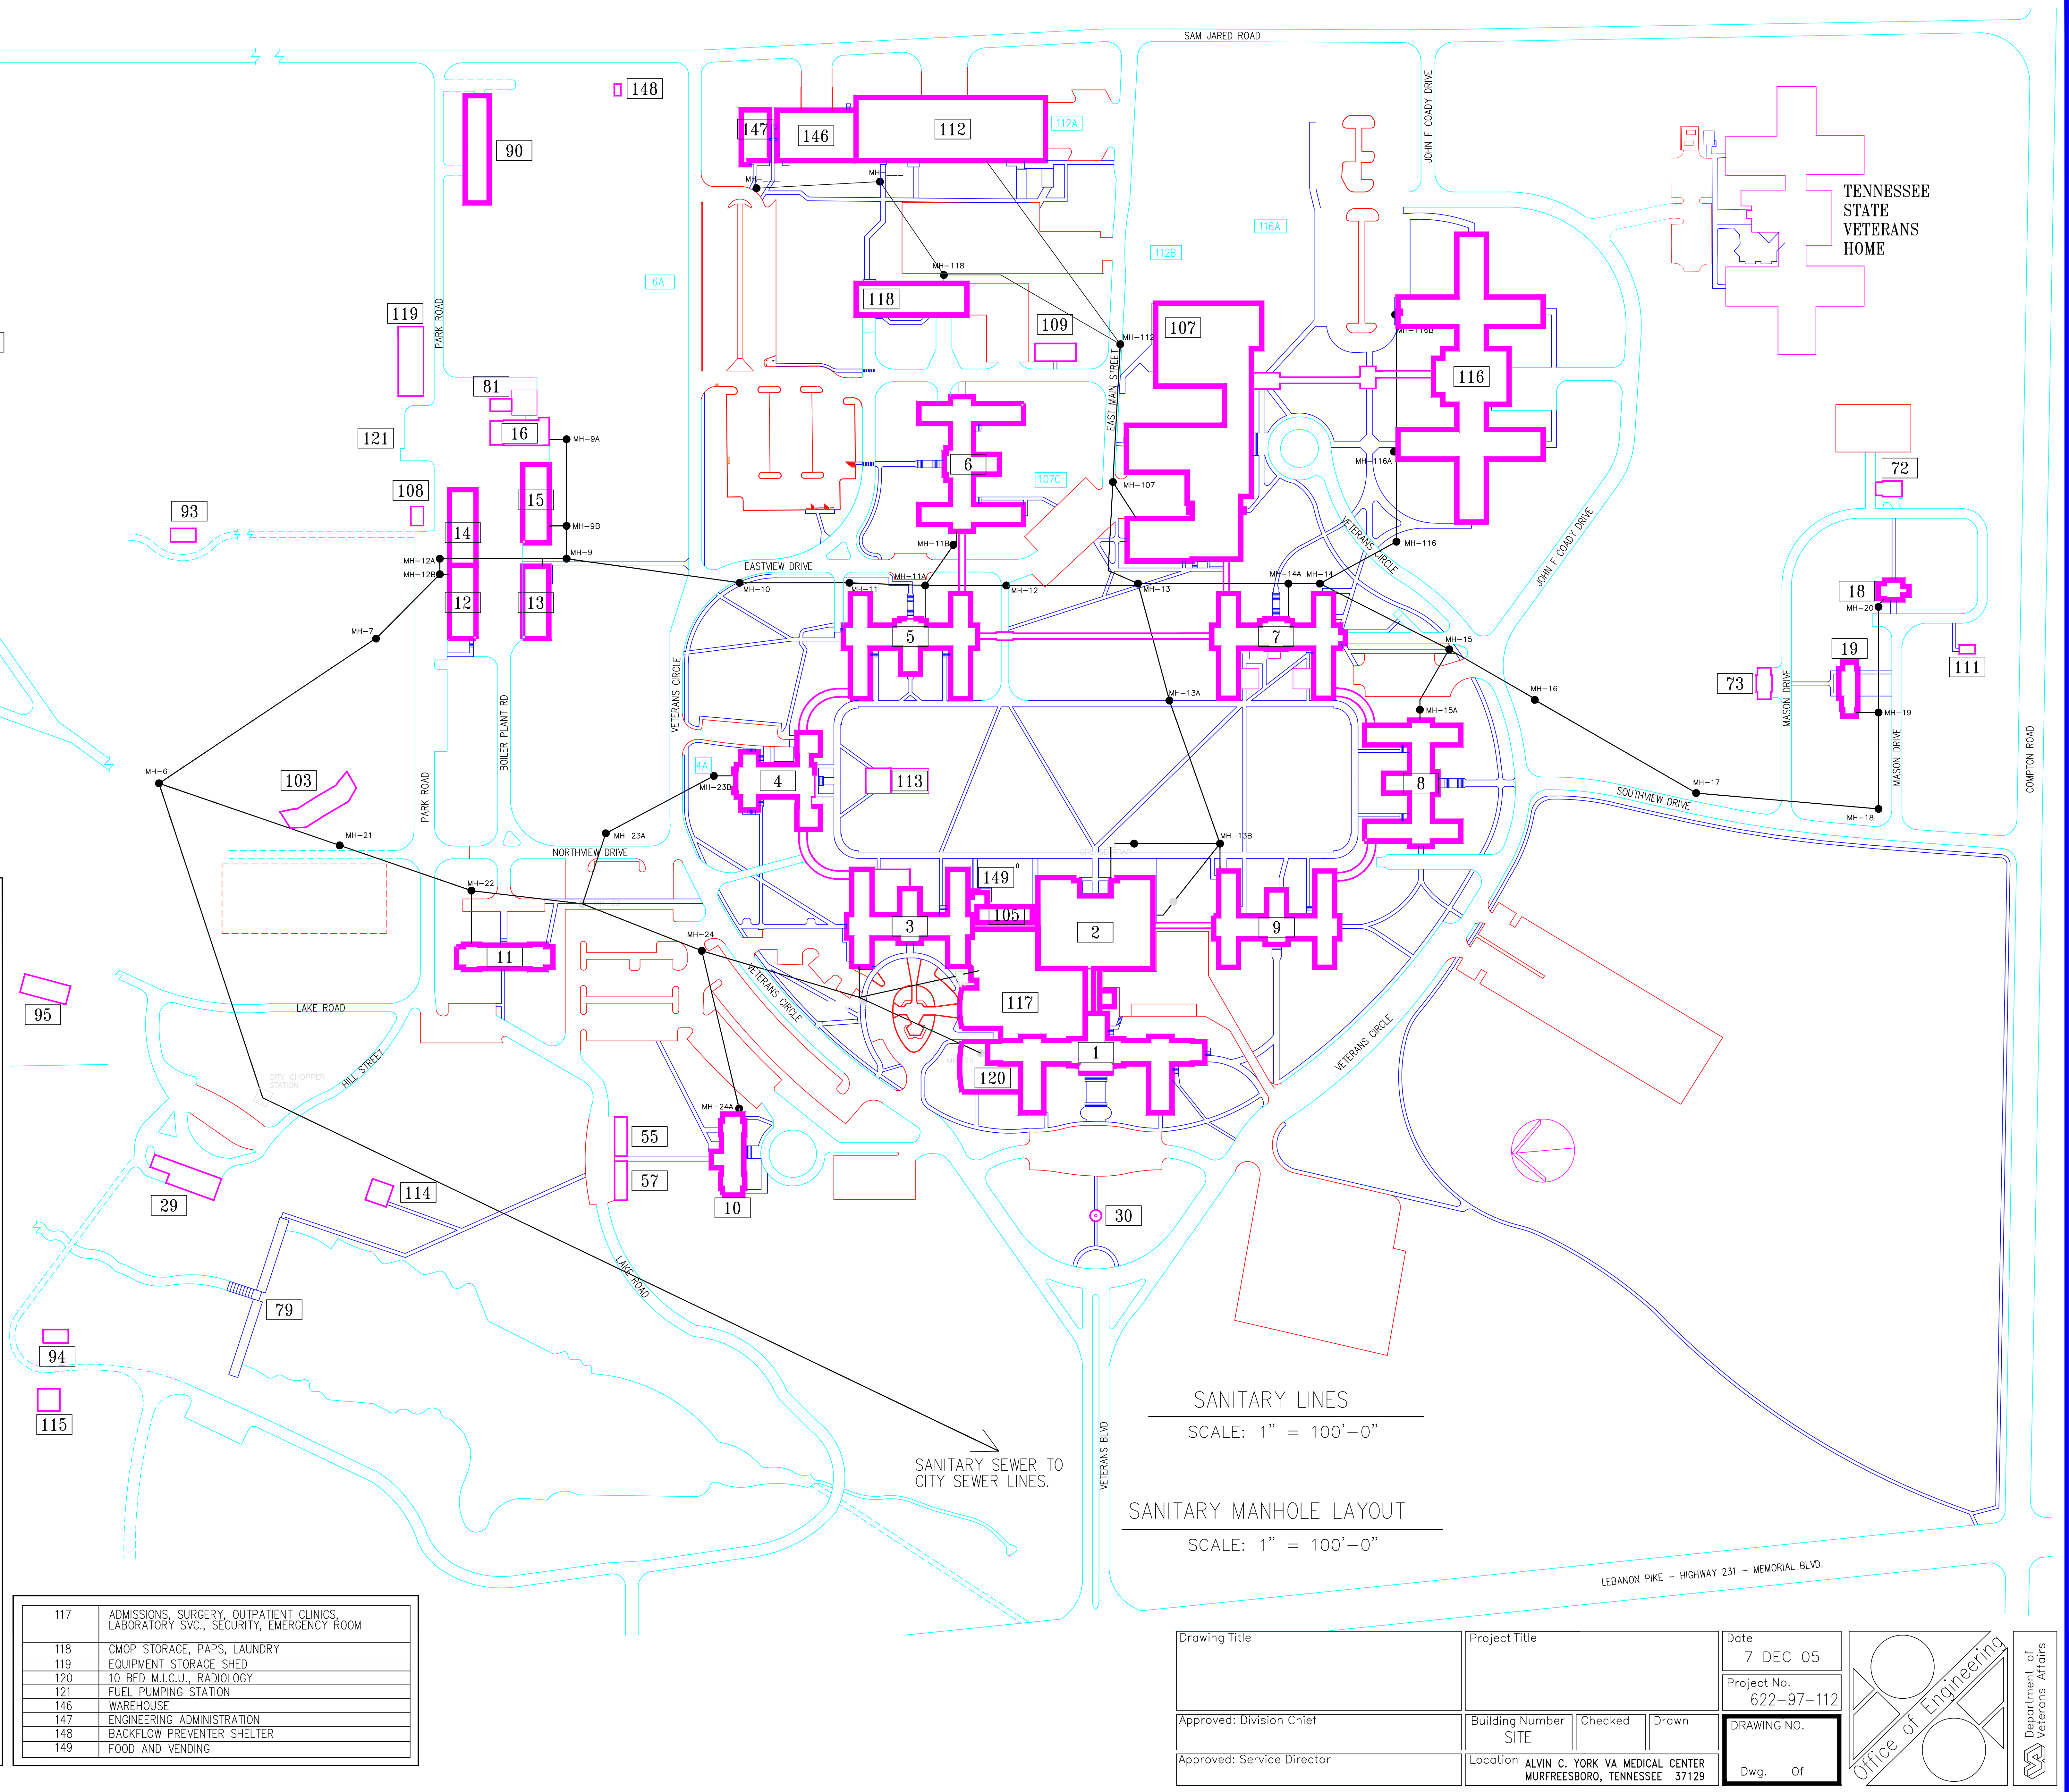 SAM JARED ROAD
JOHN F COADY DRIVE
148
90
147
146
112
112A
MH-___
MH-___
TENNESSEE
STATE
VETERANS
HOME
116A
112B
6A
MH-118
118
119
PARK ROAD
109
MH-112
107
EAST MAIN STREET
MH-116B
116
81
16
MH-9A
121
6
107C
MH-116A
72
108
93
15
14
MH-9B
MH-107
VETERANS CIRCLE
JOHN F COADY DRIVE
MH-12A
MH-12B
MH-9
MH-11B
MH-116
EASTVIEW DRIVE
MH-10
MH-11
MH-11A
MH-12
MH-13
MH-14A
MH-14
12
13
18
MH-20
MH-7
5
7
MH-15
19
111
VETERANS CIRCLE
BOILER PLANT RD
73
MASON DRIVE
MH-13A
MH-16
MH-15A
MH-19
MASON DRIVE
COMPTON ROAD
MH-6
103
PARK ROAD
4A
MH-23B
4
113
8
MH-17
SOUTHVIEW DRIVE
MH-18
MH-21
MH-23A
NORTHVIEW DRIVE
MH-13B
MH-22
149
0
105
3
2
9
MH-24
11
VETERANS CIRCLE
95
LAKE ROAD
117
VETERANS CIRCLE
HILL STREET
CITY CHOPPER
STATION
1
120
MH-24A
55
57
10
29
114
30
LAKE ROAD
79
94
115
VETERANS BLVD
SANITARY SEWER TO
CITY SEWER LINES.
SANITARY LINES
SCALE: 1" = 100'-0"
SANITARY MANHOLE LAYOUT
SCALE: 1" = 100'-0"
LEBANON PIKE - HIGHWAY 231 - MEMORIAL BLVD.
117 ADMISSIONS, SURGERY, OUTPATIENT CLINICS,
LABORATORY SVC., SECURITY, EMERGENCY ROOM
118 CMOP STORAGE, PAPS, LAUNDRY
119 EQUIPMENT STORAGE SHED
120 10 BED M.I.C.U., RADIOLOGY
121 FUEL PUMPING STATION
146 WAREHOUSE
147 ENGINEERING ADMINISTRATION
148 BACKFLOW PREVENTER SHELTER
149 FOOD AND VENDING
Drawing Title
Project Title
Date
7 DEC 05
Project No.
622-97-112
Approved: Division Chief
Building Number
SITE
Checked
Drawn
DRAWING NO.
Dwg. Of
Approved: Service Director
Location ALVIN C. YORK VA MEDICAL CENTER
MURFREESBORO, TENNESSEE 37129
Office of Engineering
Department of
Veterans Affairs